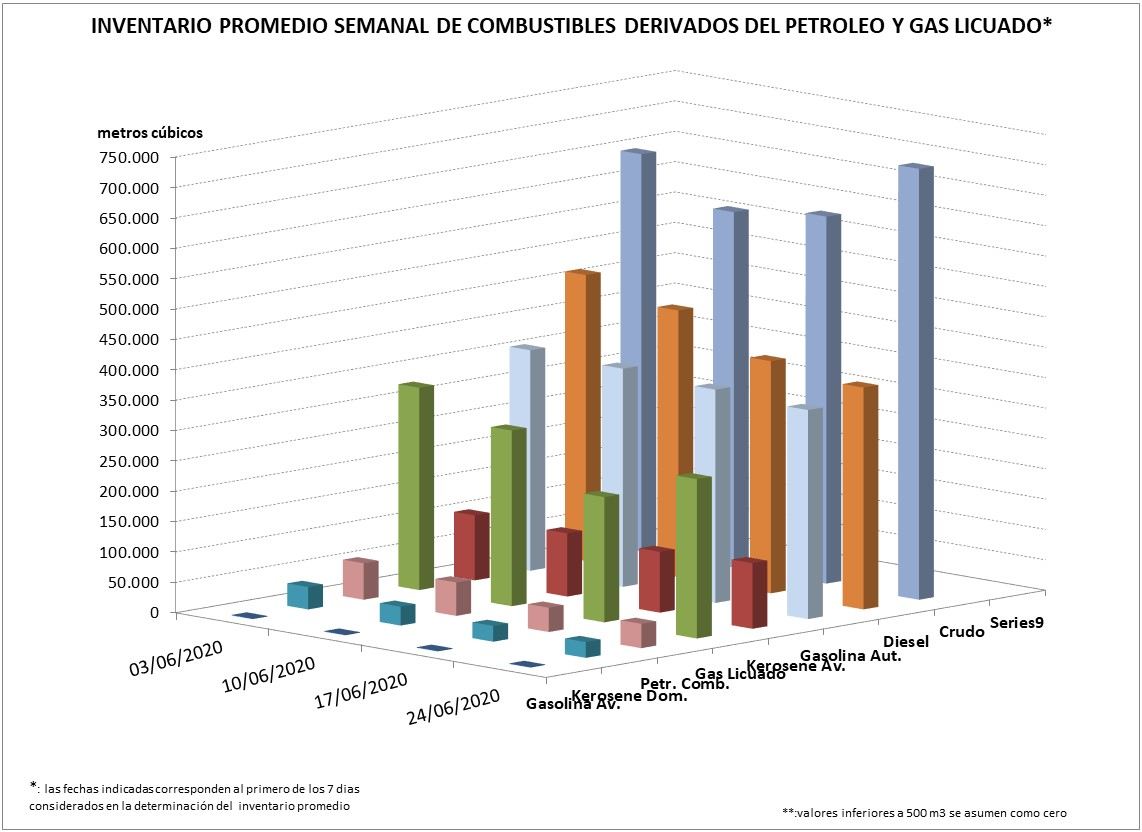 INVENTARIO PROMEDIO SEMANAL DE COMBUSTIBLES DERIVADOS DEL PETROLEO Y GAS LICUADO*
metros cúbicos
750.000
700.000
650.000
600.000
550.000
500.000
450.000
400.000
350.000
300.000
250.000
200.000
150.000
100.000
50.000
0
03/06/2020
10/06/2020
17/06/2020
24/06/2020
Gasolina Av.
Kerosene Dom.
Petr. Comb.
Gas Licuado
Kerosene Av.
Gasolina Aut.
Diesel
Crudo
Series9
*: las fechas indicadas corresponden al primero de los 7 dias
considerados en la determinación del inventario promedio
**:valores inferiores a 500 m3 se asumen como cero